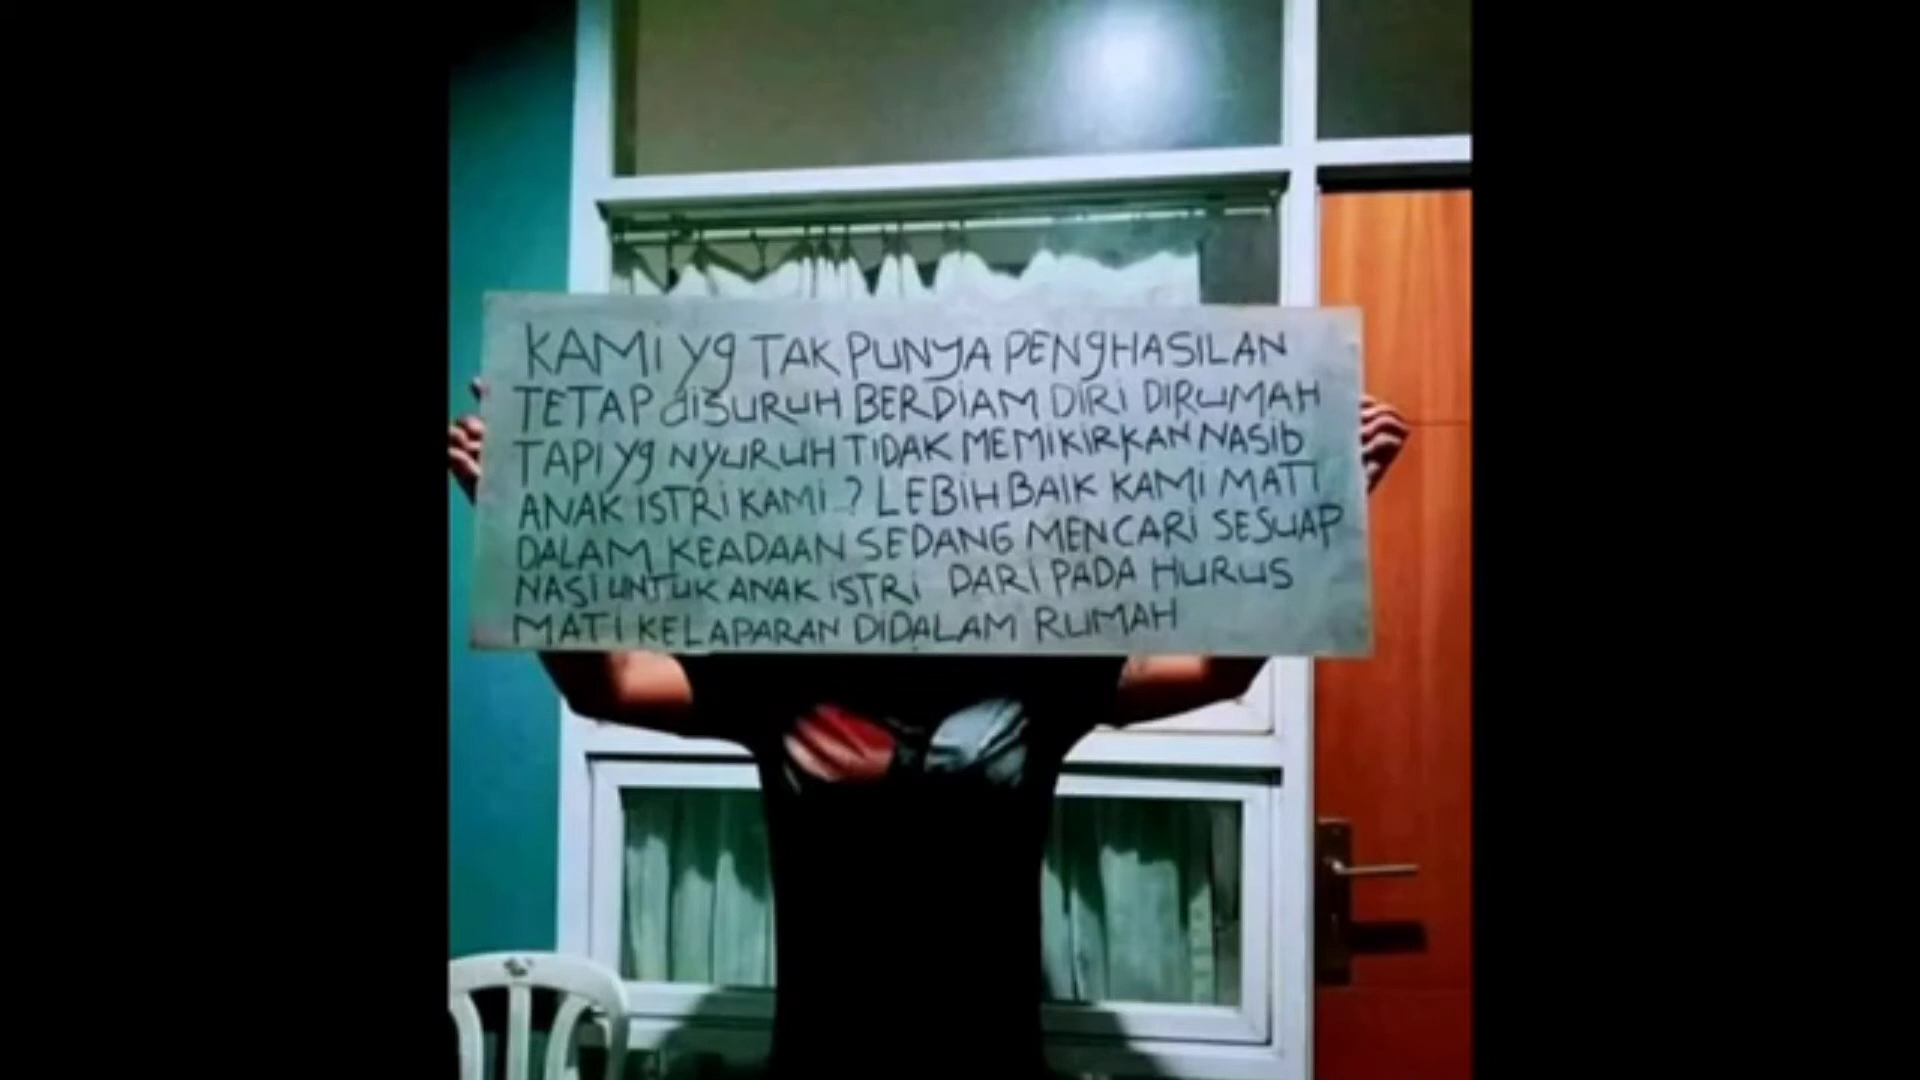 KAMI Yg TAK PUNYA PENgHASILAN
TETAP diSURUH BERDIAM DIRI DIRUMAH
TAPI Yg NYURUH TIDAK MEMIKIRKAN NASIb
ANAK ISTRI KAMI..? LEBIH BAIK KAMI MATI
DALAM KEADAAN SEDANG MENCARI SESUAP
NASI UNTUK ANAK ISTRI DARI PADA HURUS
MATI KELAPARAN DIDALAM RUMAH